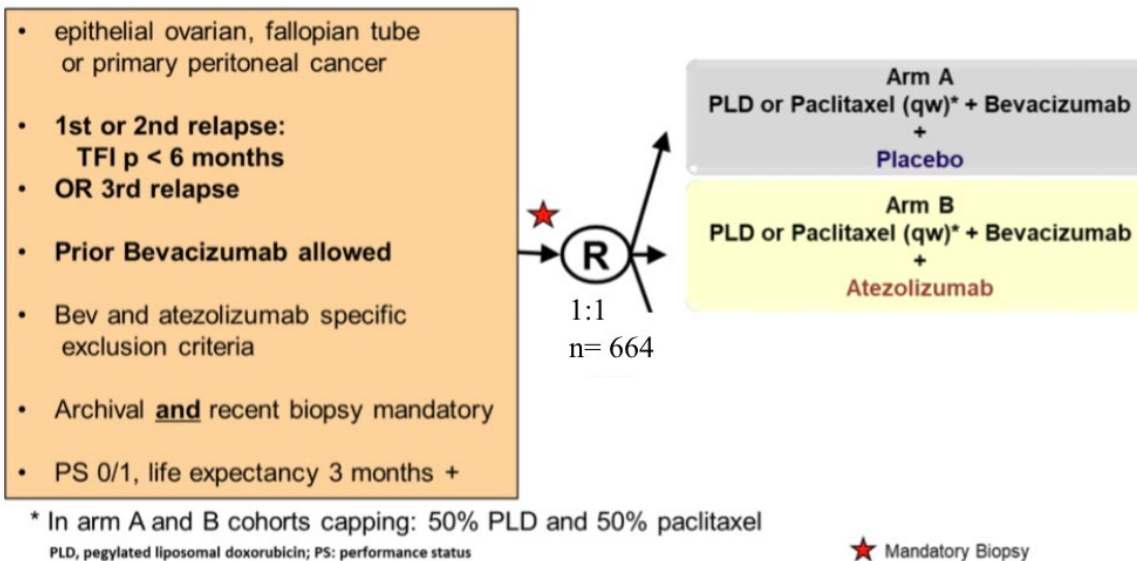 • epithelial ovarian, fallopian tube
or primary peritoneal cancer
• 1st or 2nd relapse:
TFI p < 6 months
• OR 3rd relapse
• Prior Bevacizumab allowed
• Bev and atezolizumab specific
exclusion criteria
• Archival and recent biopsy mandatory
• PS 0/1, life expectancy 3 months +
R
1:1
n= 664
Arm A
PLD or Paclitaxel (qw)* + Bevacizumab
+
Placebo
Arm B
PLD or Paclitaxel (qw)* + Bevacizumab
+
Atezolizumab
* In arm A and B cohorts capping: 50% PLD and 50% paclitaxel
PLD, pegylated liposomal doxorubicin; PS: performance status
Mandatory Biopsy